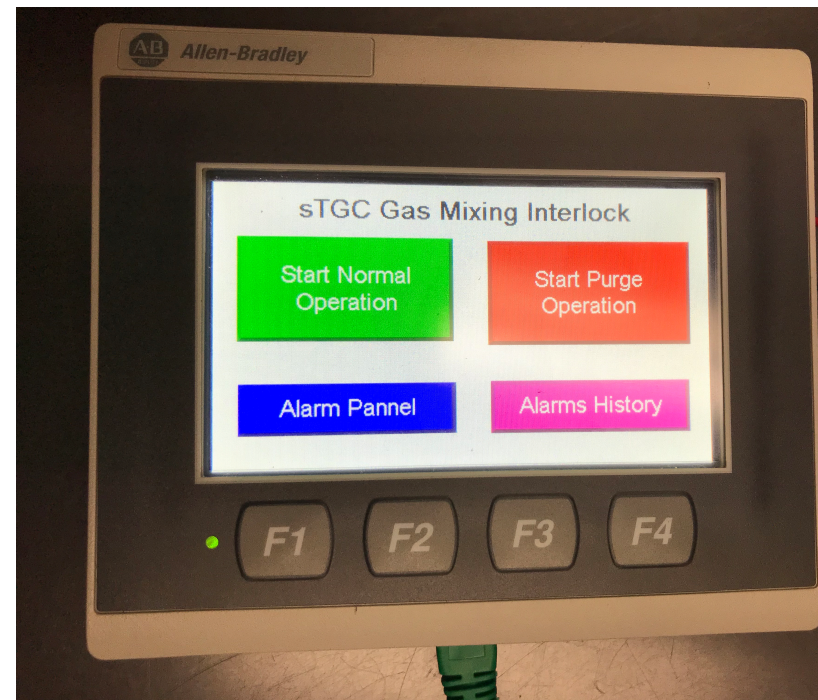 AB
Allen-Bradley
sTGC Gas Mixing Interlock
Start Normal
Operation
Start Purge
Operation
Alarm Pannel
Alarms History
F1
F2
F3
F4